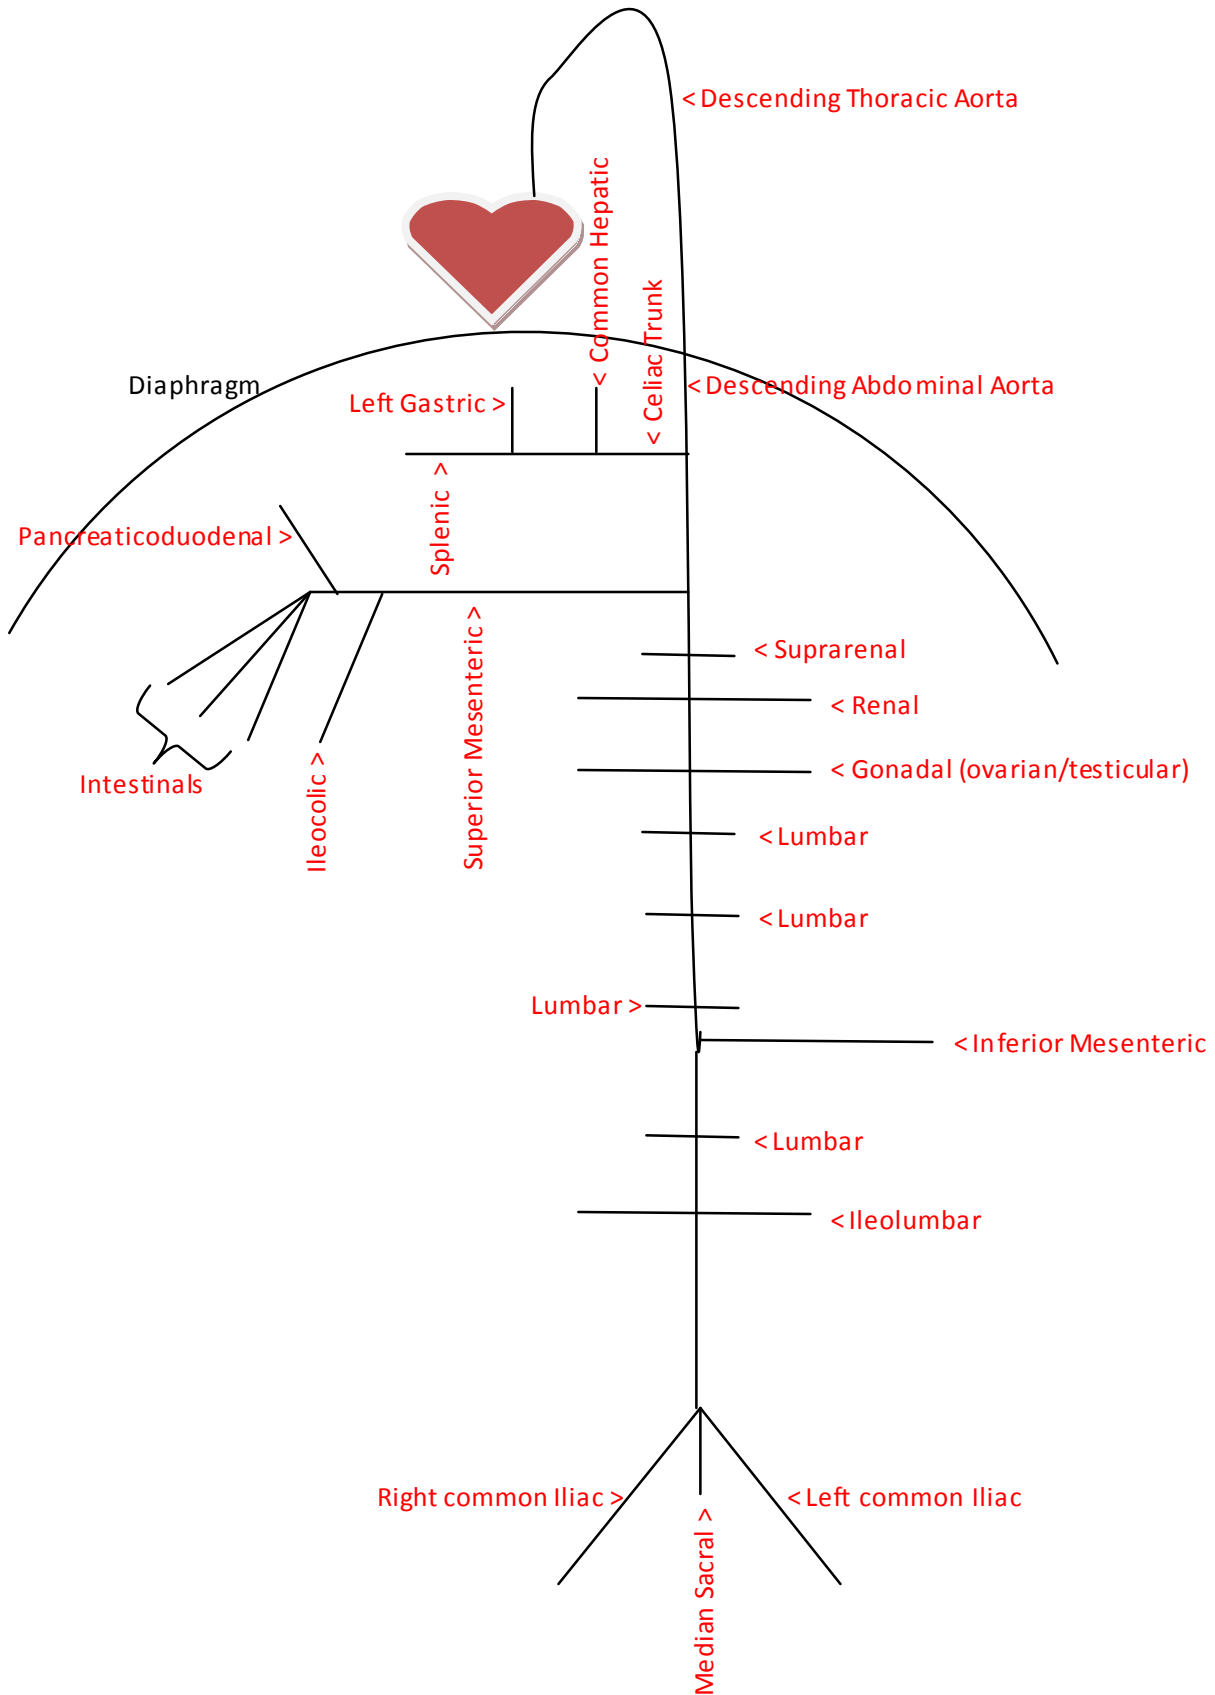 < Descending Thoracic Aorta
< Common Hepatic
< Celiac Trunk
Diaphragm
< Descending Abdominal Aorta
Left Gastric >
Splenic >
Pancreaticoduodenal >
Superior Mesenteric >
< Suprarenal
< Renal
Intestinals
Ileocolic >
< Gonadal (ovarian/testicular)
< Lumbar
< Lumbar
Lumbar >
< Inferior Mesenteric
< Lumbar
< Ileolumbar
Right common Iliac >
< Left common Iliac
Median Sacral >